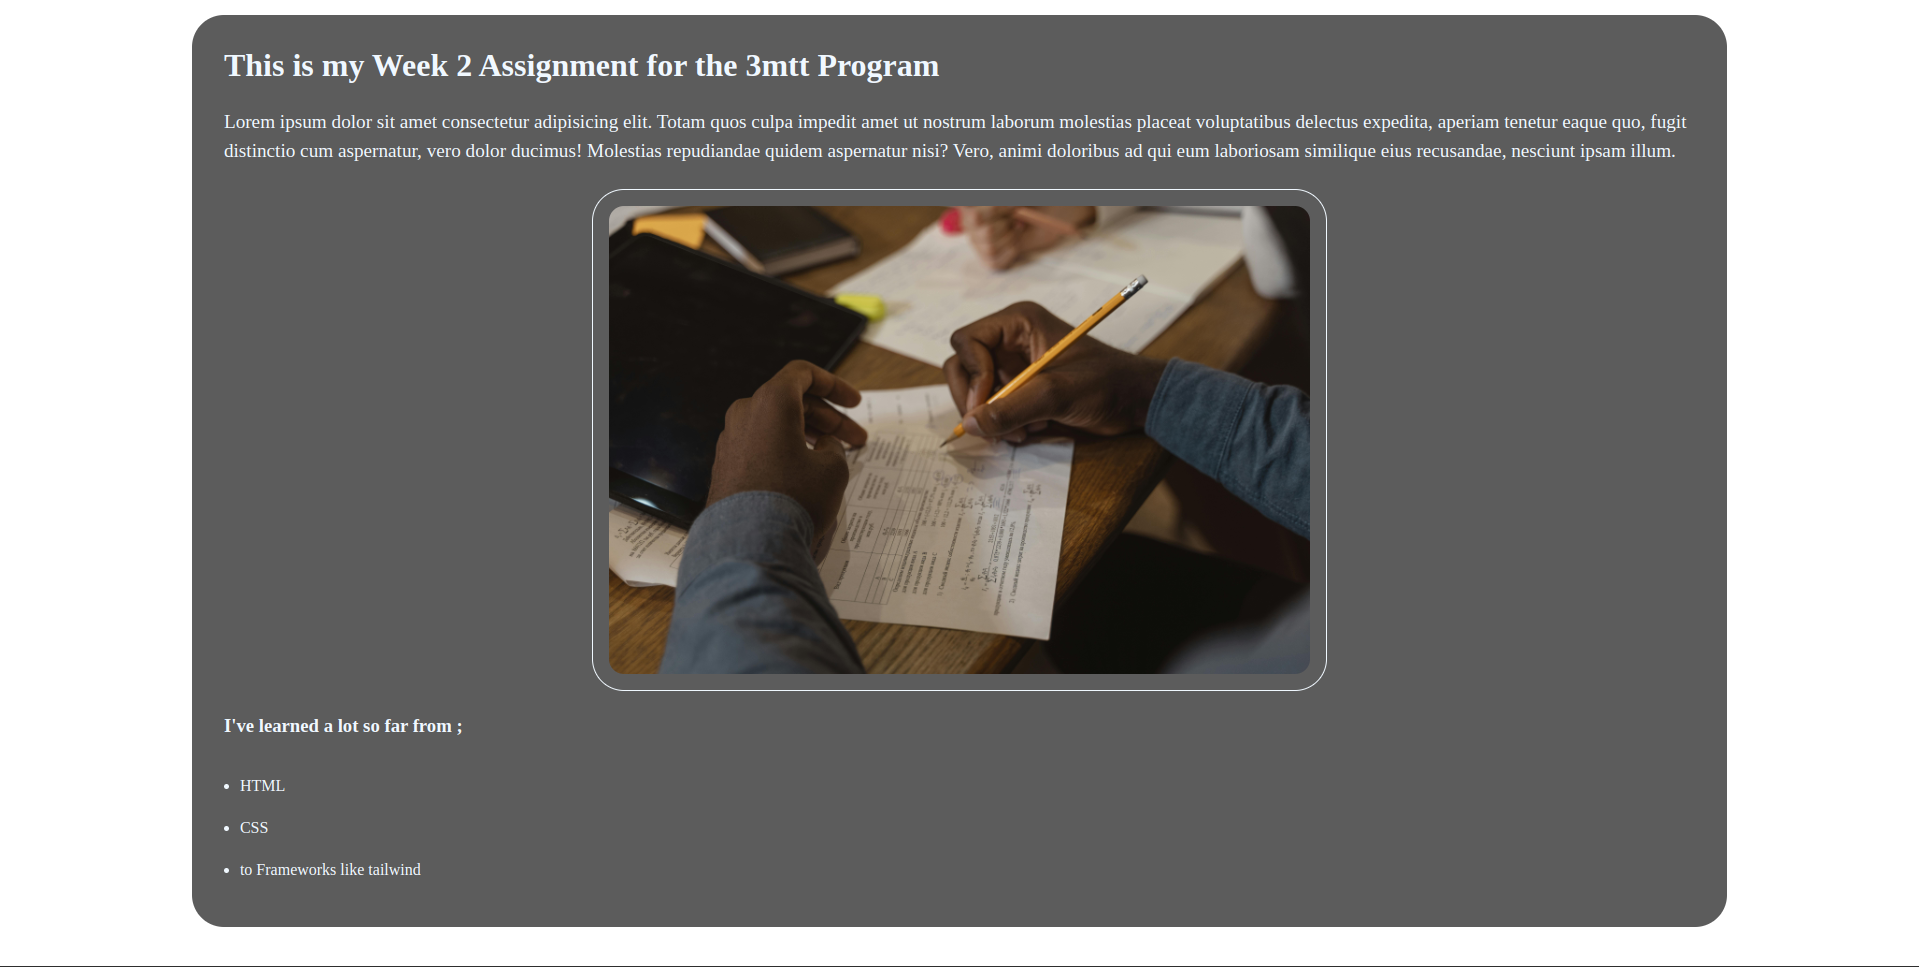 This is my Week 2 Assignment for the 3mtt Program
Lorem ipsum dolor sit amet consectetur adipisicing elit. Totam quos culpa impedit amet ut nostrum laborum molestias placeat voluptatibus delectus expedita, aperiam tenetur eaque quo, fugit
distinctio cum aspernatur, vero dolor ducimus! Molestias repudiandae quidem aspernatur nisi? Vero, animi doloribus ad qui eum laboriosam similique eius recusandae, nesciunt ipsam illum.
I've learned a lot so far from ;
• HTML
• CSS
• to Frameworks like tailwind